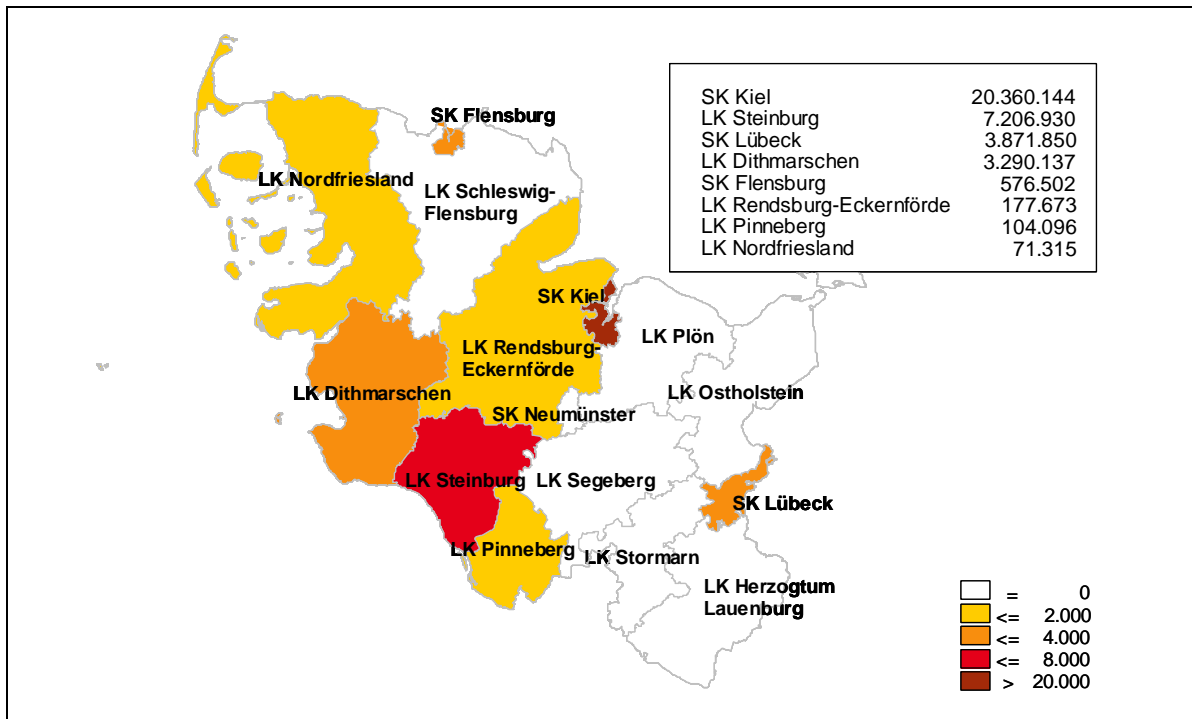 SK Kiel 20.360.144
LK Steinburg 7.206.930
SK Lübeck 3.871.850
LK Dithmarschen 3.290.137
SK Flensburg 576.502
LK Rendsburg-Eckernförde 177.673
LK Pinneberg 104.096
LK Nordfriesland 71.315
SK Flensburg
LK Nordfriesland
LK Schleswig-
Flensburg
SK Kiel
LK Plön
LK Rendsburg-
Eckernförde
LK Dithmarschen
LK Ostholstein
SK Neumünster
LK Steinburg
LK Segeberg
SK Lübeck
LK Pinneberg
LK Stormarn
LK Herzogtum
Lauenburg
= 0
<= 2.000
<= 4.000
<= 8.000
> 20.000